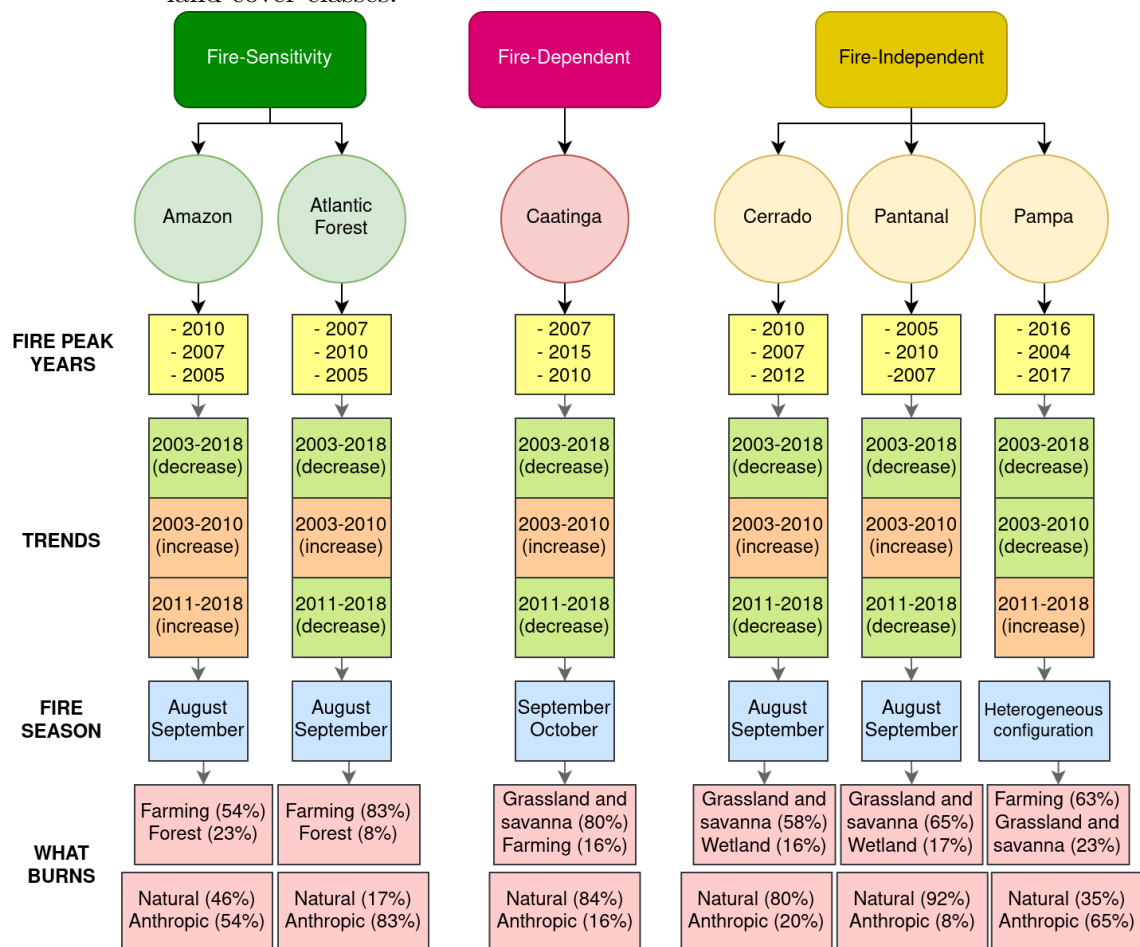 land cover classes.
Fire-Sensitivity
Fire-Dependent
Fire-Independent
Amazon
Atlantic
Forest
Caatinga
Cerrado
Pantanal
Pampa
FIRE PEAK
YEARS
- 2010
- 2007
- 2005
- 2007
- 2010
- 2005
- 2007
- 2015
- 2010
- 2010
- 2007
- 2012
- 2005
- 2010
-2007
- 2016
- 2004
- 2017
TRENDS
2003-2018
(decrease)
2003-2010
(increase)
2011-2018
(increase)
2003-2018
(decrease)
2003-2010
(increase)
2011-2018
(decrease)
2003-2018
(decrease)
2003-2010
(increase)
2011-2018
(decrease)
2003-2018
(decrease)
2003-2010
(increase)
2011-2018
(decrease)
2003-2018
(decrease)
2003-2010
(increase)
2011-2018
(decrease)
2003-2018
(decrease)
2003-2010
(decrease)
2011-2018
(increase)
FIRE
SEASON
August
September
August
September
September
October
August
September
August
September
Heterogeneous
configuration
WHAT
BURNS
Farming (54%)
Forest (23%)
Farming (83%)
Forest (8%)
Grassland and
savanna (80%)
Farming (16%)
Grassland and
savanna (58%)
Wetland (16%)
Grassland and
savanna (65%)
Wetland (17%)
Farming (63%)
Grassland and
savanna (23%)
Natural (46%)
Anthropic (54%)
Natural (17%)
Anthropic (83%)
Natural (84%)
Anthropic (16%)
Natural (80%)
Anthropic (20%)
Natural (92%)
Anthropic (8%)
Natural (35%)
Anthropic (65%)